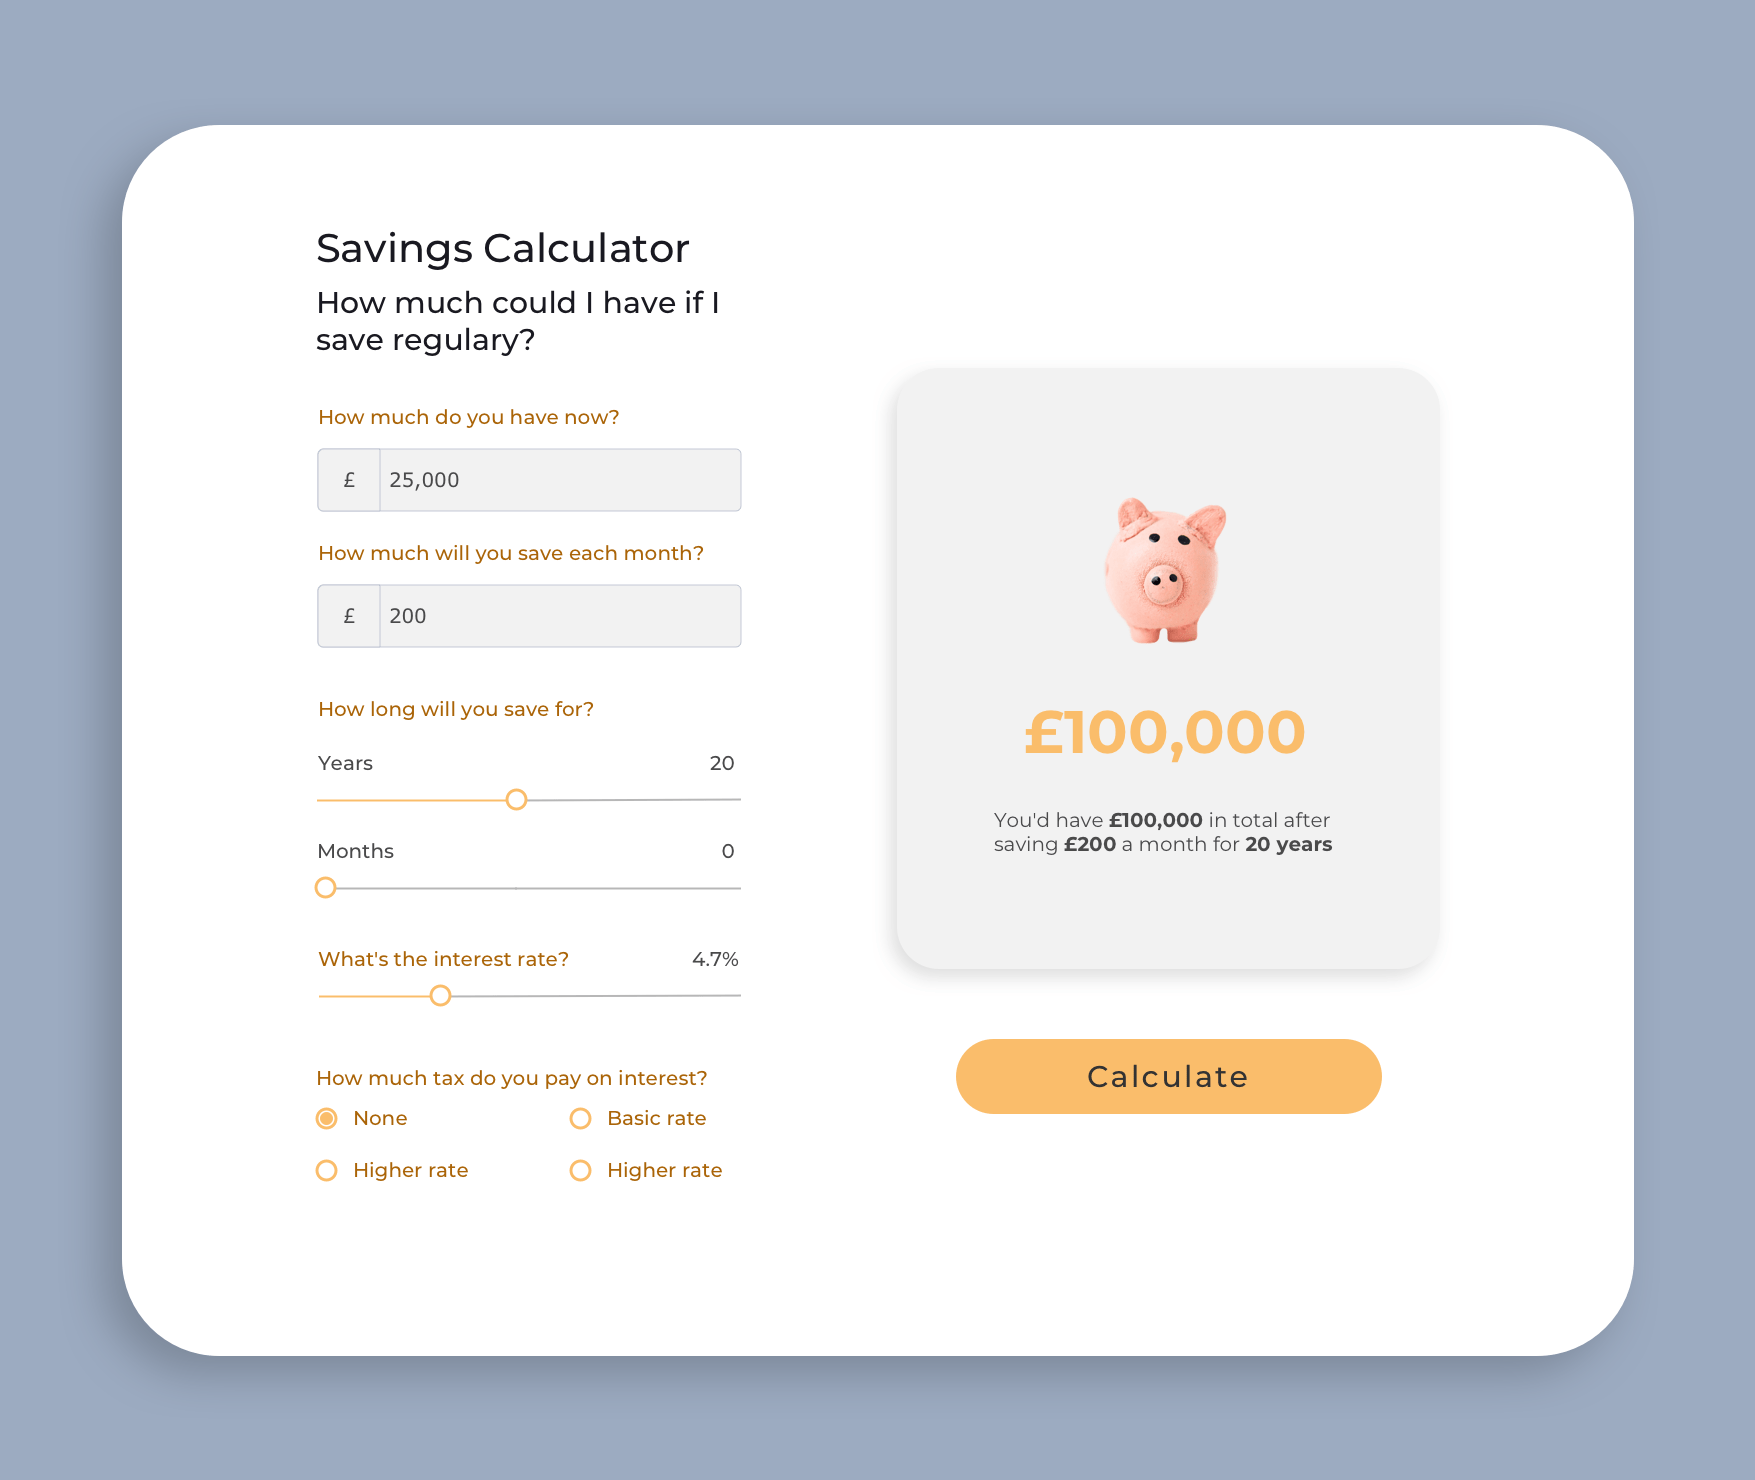 Savings Calculator
How much could I have if I
save regulary?
How much do you have now?
£ 25,000
How much will you save each month?
£ 200
How long will you save for?
Years 20
Months 0
What's the interest rate? 4.7%
How much tax do you pay on interest?
None Basic rate
Higher rate Higher rate
£100,000
You'd have £100,000 in total after
saving £200 a month for 20 years
Calculate